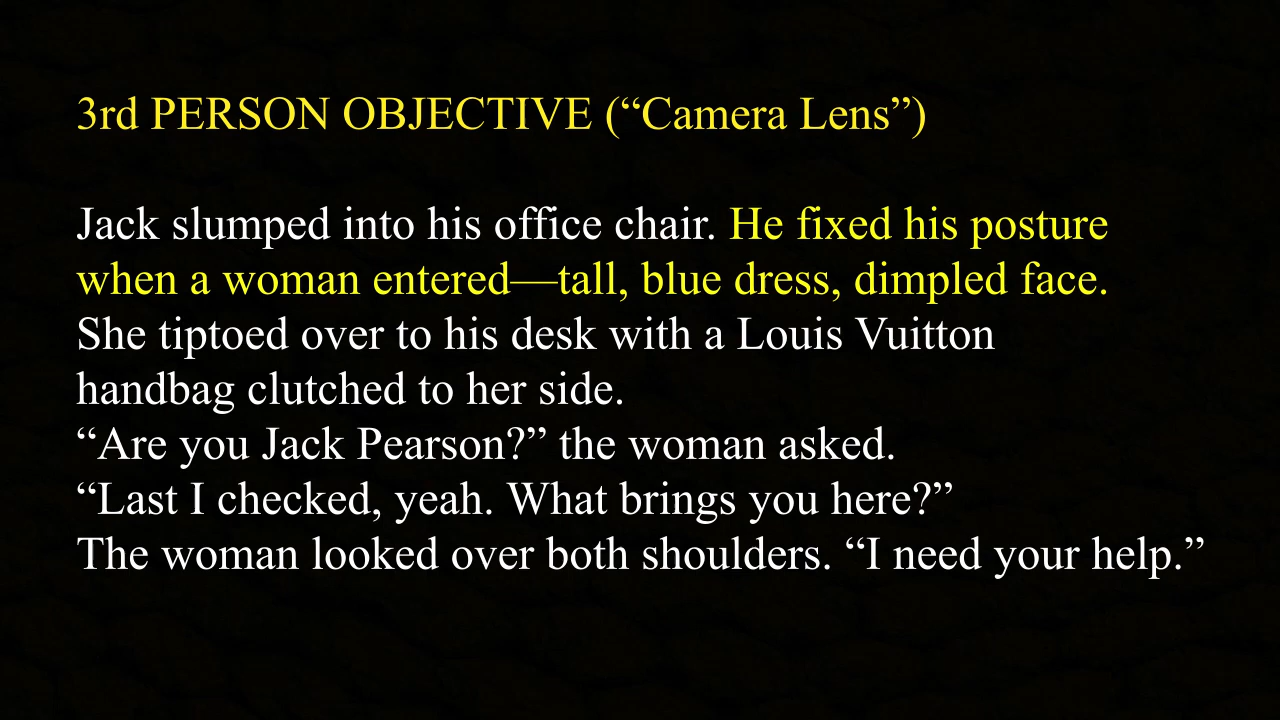 3rd PERSON OBJECTIVE (“Camera Lens”)
Jack slumped into his office chair. He fixed his posture
when a woman entered—tall, blue dress, dimpled face.
She tiptoed over to his desk with a Louis Vuitton
handbag clutched to her side.
“Are you Jack Pearson?” the woman asked.
“Last I checked, yeah. What brings you here?”
The woman looked over both shoulders. “I need your help.”